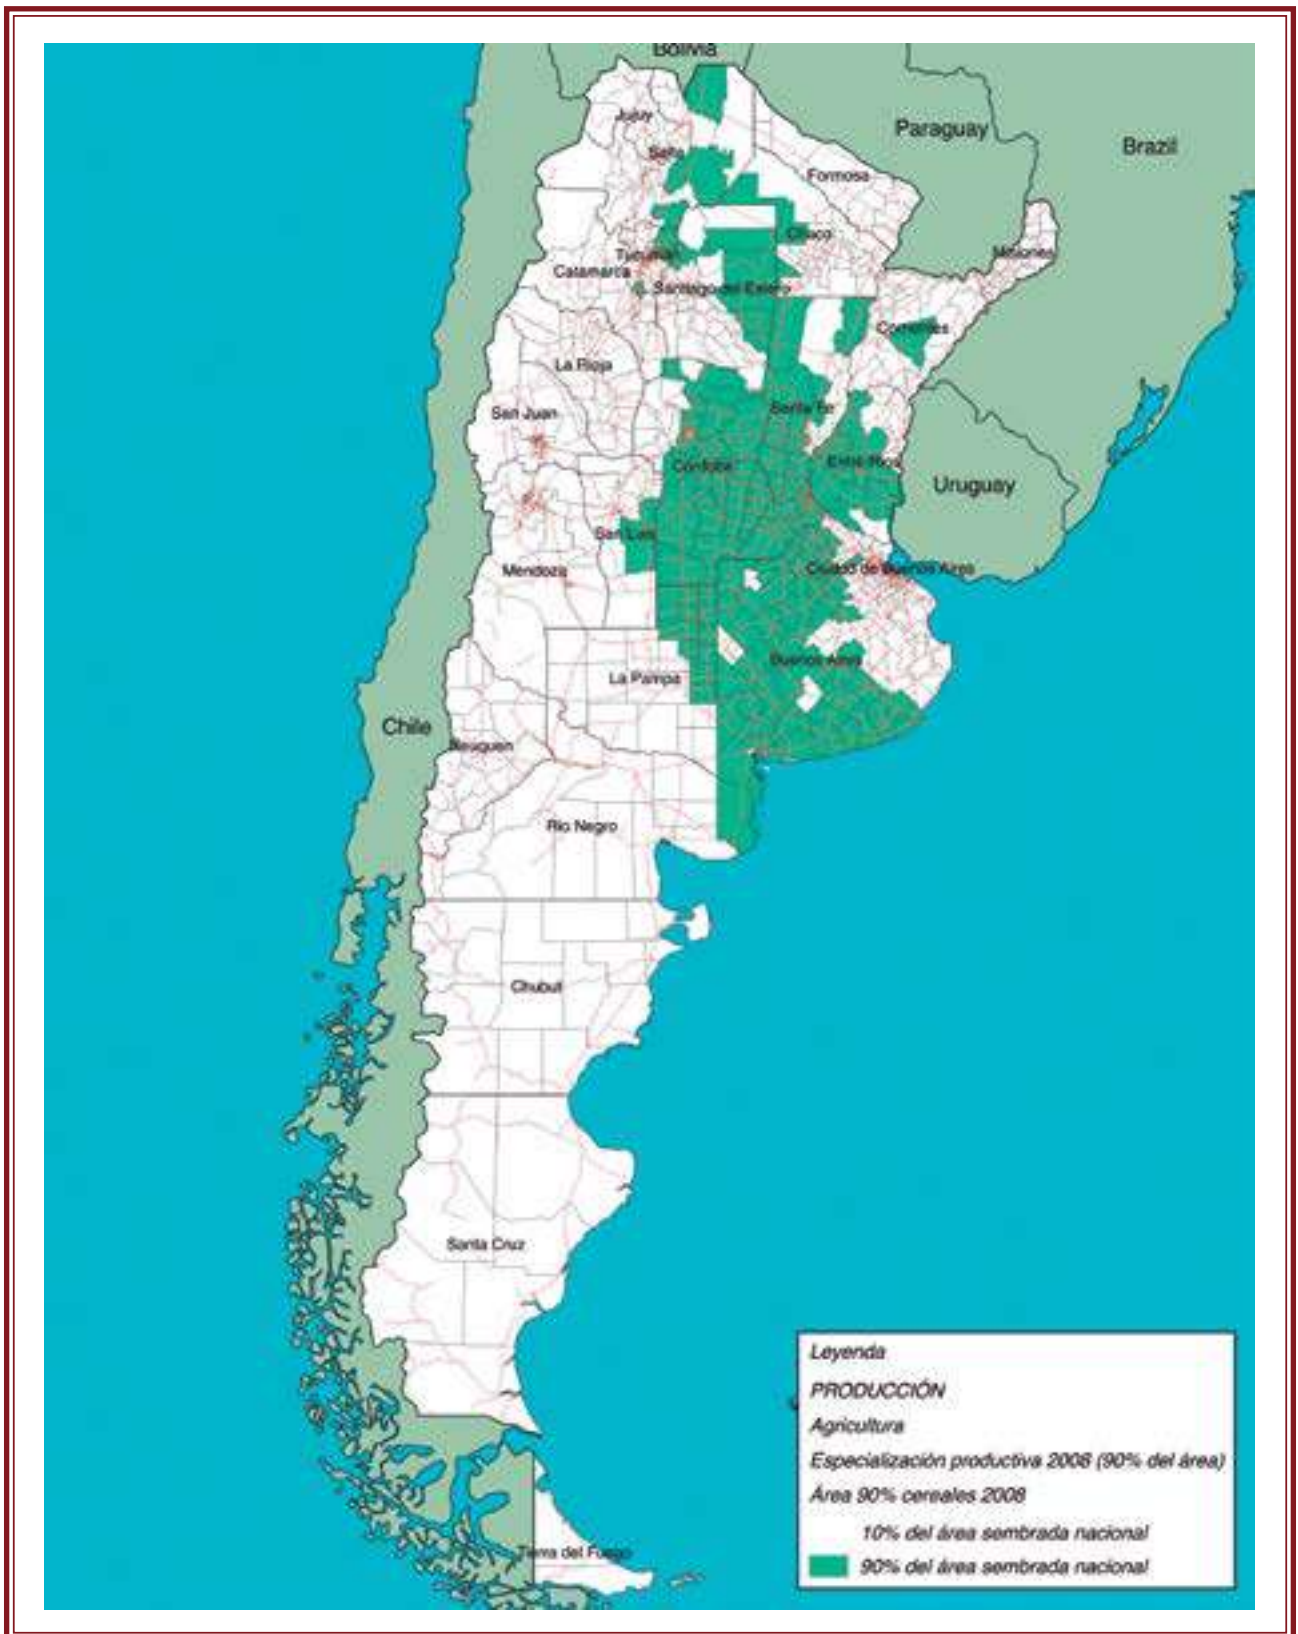 Bolivia
Jujuy
Paraguay
Brazil
Salta
Formosa
Chaco
Misiones
Tucuman
Catamarca
Santiago del Estero
Corrientes
La Rioja
Santa Fe
San Juan
Cordoba
Entre Rios
Uruguay
San Luis
Mendoza
Ciudad de Buenos Aires
Buenos Aires
La Pampa
Chile
Neuquen
Rio Negro
Chubut
Santa Cruz
Tierra del Fuego
Leyenda
PRODUCCIÓN
Agricultura
Especialización productiva 2008 (90% del área)
Área 90% cereales 2008
10% del área sembrada nacional
90% del área sembrada nacional